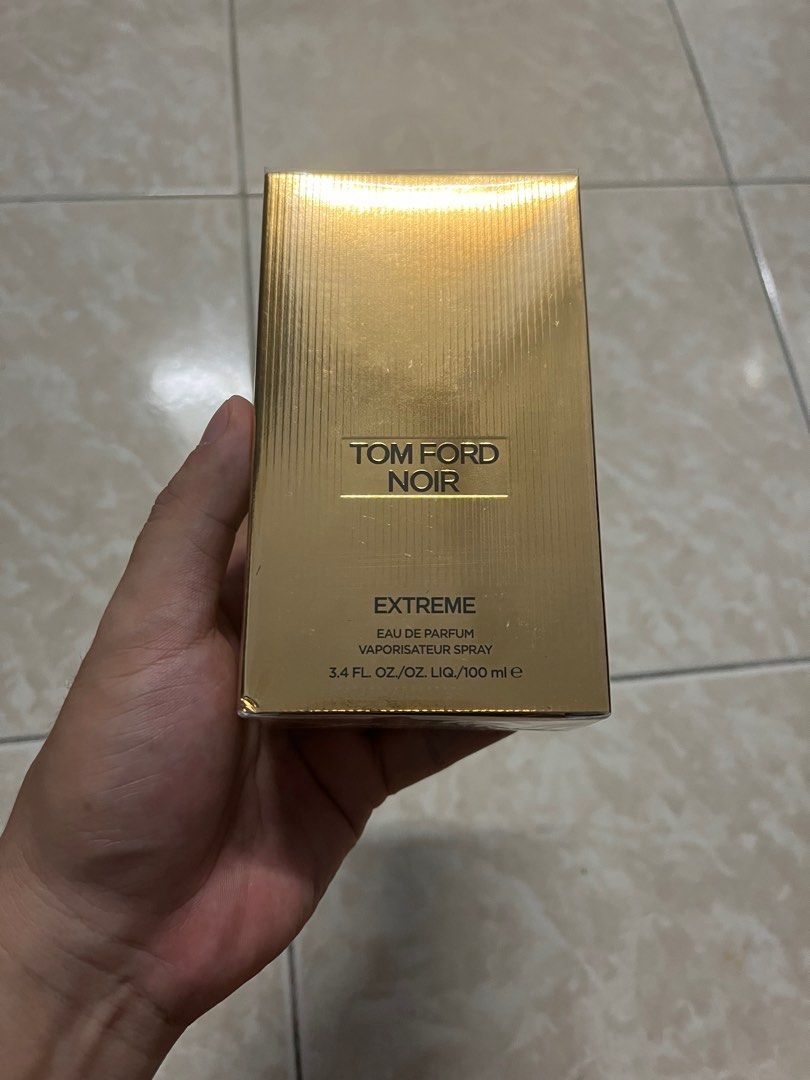 TOM FORD
NOIR
EXTREME
EAU DE PARFUM
VAPORISATEUR SPRAY
3.4 FL. OZ./OZ. LIQ./100 ml ℮